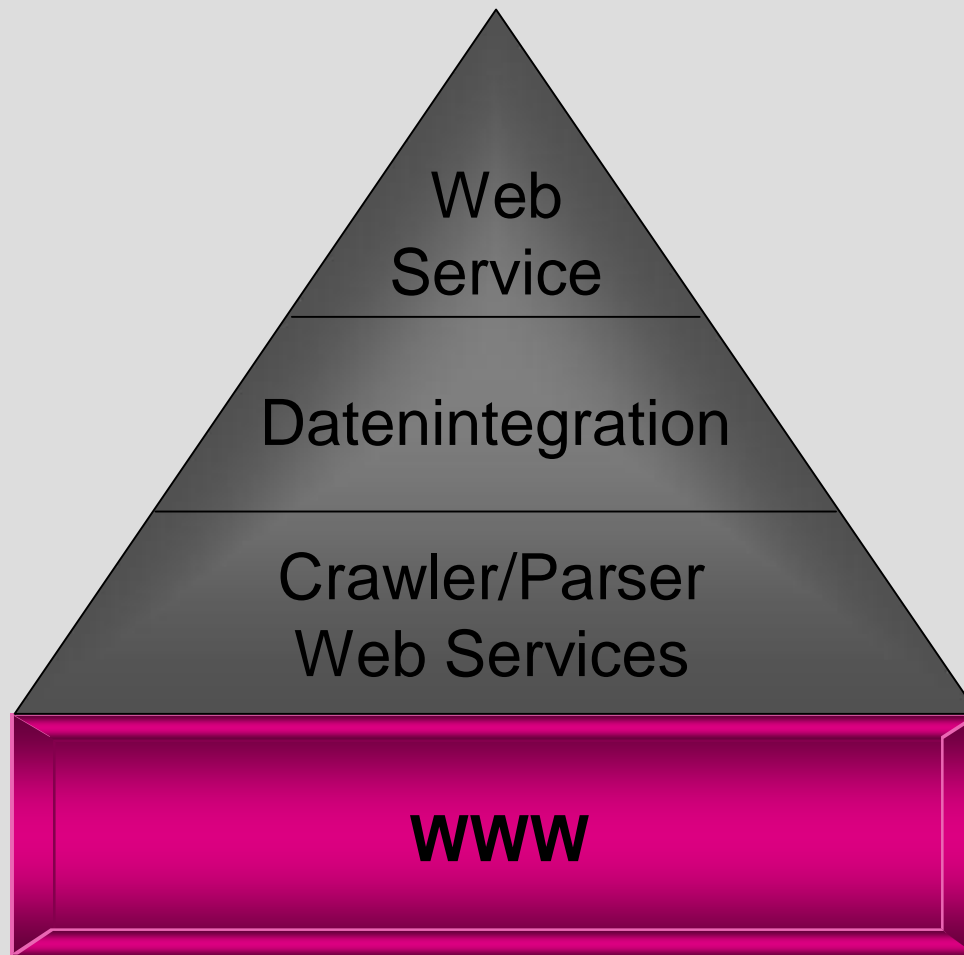 Web
Service
Datenintegration
Crawler/Parser
Web Services
www